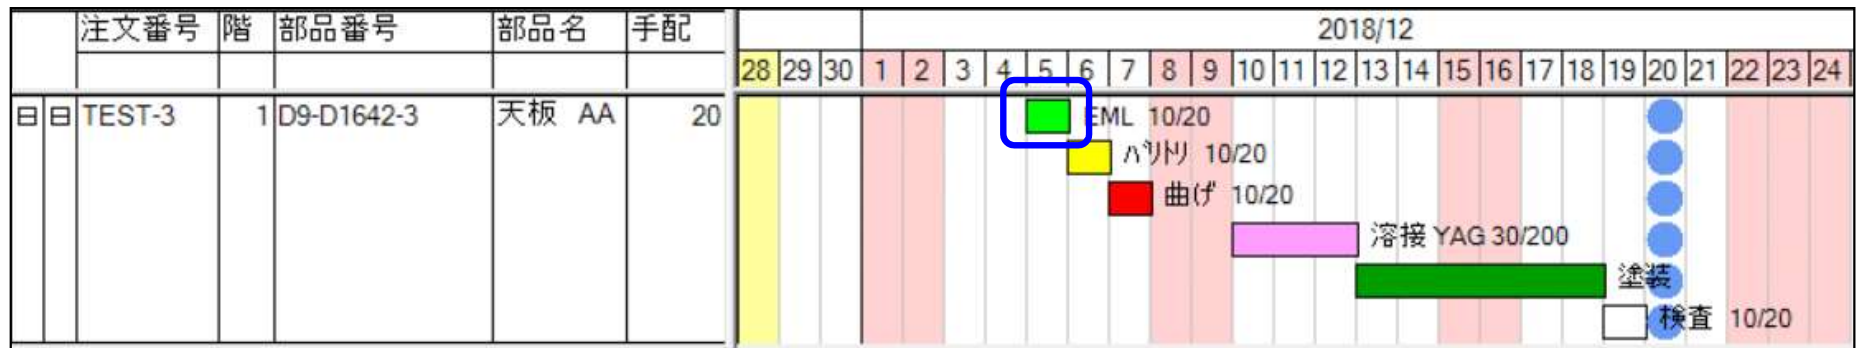 注文番号 階 部品番号 部品名 手配 2018/12
28 29 30 1 2 3 4 5 6 7 8 9 10 11 12 13 14 15 16 17 18 19 20 21 22 23 24
TEST-3 1 D9-D1642-3 天板 AA 20 EML 10/20
ﾊﾞﾘﾄﾘ 10/20
曲げ 10/20
溶接 YAG 30/200
塗装
検査 10/20